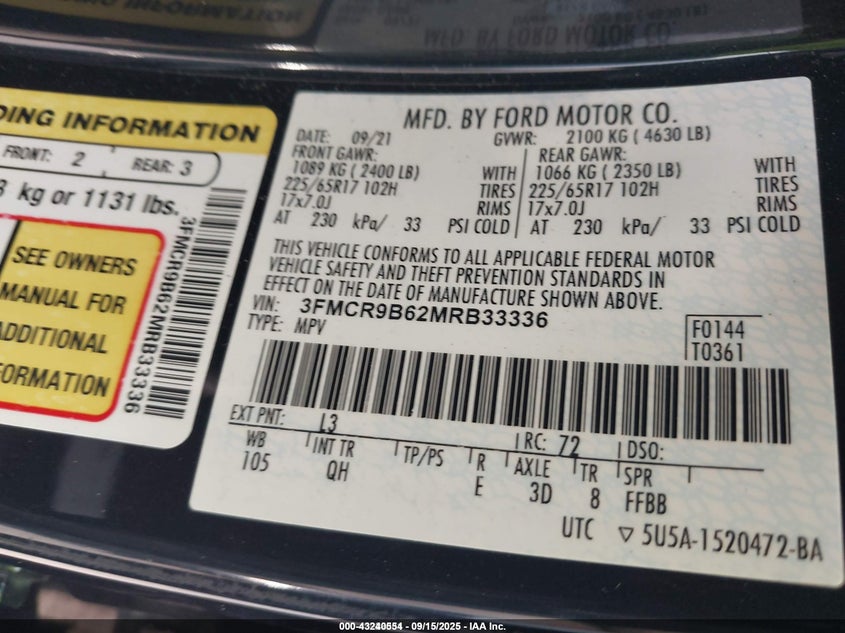 MFD. BY FORD MOTOR CO.
DING INFORMATION
FRONT: 2 REAR: 3
kg or 1131 lbs.
SEE OWNERS
MANUAL FOR
ADDITIONAL
FORMATION
3FMCR9B62MRB33336
MFD. BY FORD MOTOR CO.
DATE: 09/21 GVWR: 2100 KG ( 4630 LB)
FRONT GAWR: REAR GAWR:
1089 KG ( 2400 LB) WITH 1066 KG ( 2350 LB) WITH
225/65R17 102H TIRES 225/65R17 102H TIRES
17x7.0J RIMS 17x7.0J RIMS
AT 230 kPa/ 33 PSI COLD AT 230 kPa/ 33 PSI COLD
THIS VEHICLE CONFORMS TO ALL APPLICABLE FEDERAL MOTOR
VEHICLE SAFETY AND THEFT PREVENTION STANDARDS IN
EFFECT ON THE DATE OF MANUFACTURE SHOWN ABOVE.
VIN: 3FMCR9B62MRB33336
TYPE: MPV
F0144
T0361
EXT PNT: L3 RC: 72 DSO:
WB INT TR TP/PS R AXLE TR SPR
105 QH E 3D 8 FFBB
UTC ▽ 5U5A-1520472-BA
000-43240554 - 09/15/2025 - IAA Inc.